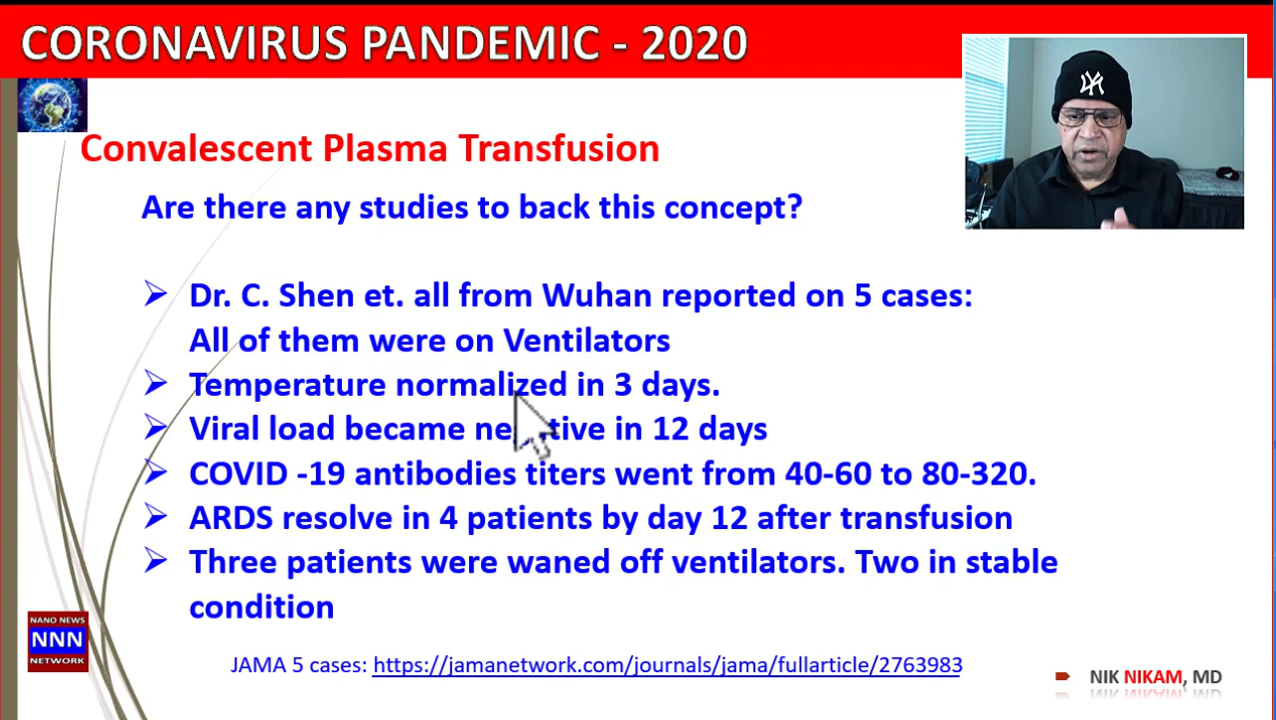 CORONAVIRUS PANDEMIC - 2020
Convalescent Plasma Transfusion
Are there any studies to back this concept?
Dr. C. Shen et. all from Wuhan reported on 5 cases:
All of them were on Ventilators
Temperature normalized in 3 days.
Viral load became negative in 12 days
COVID -19 antibodies titers went from 40-60 to 80-320.
ARDS resolve in 4 patients by day 12 after transfusion
Three patients were waned off ventilators. Two in stable
condition
NANO NEWS
NNN
NETWORK
JAMA 5 cases: https://jamanetwork.com/journals/jama/fullarticle/2763983
NIK NIKAM, MD